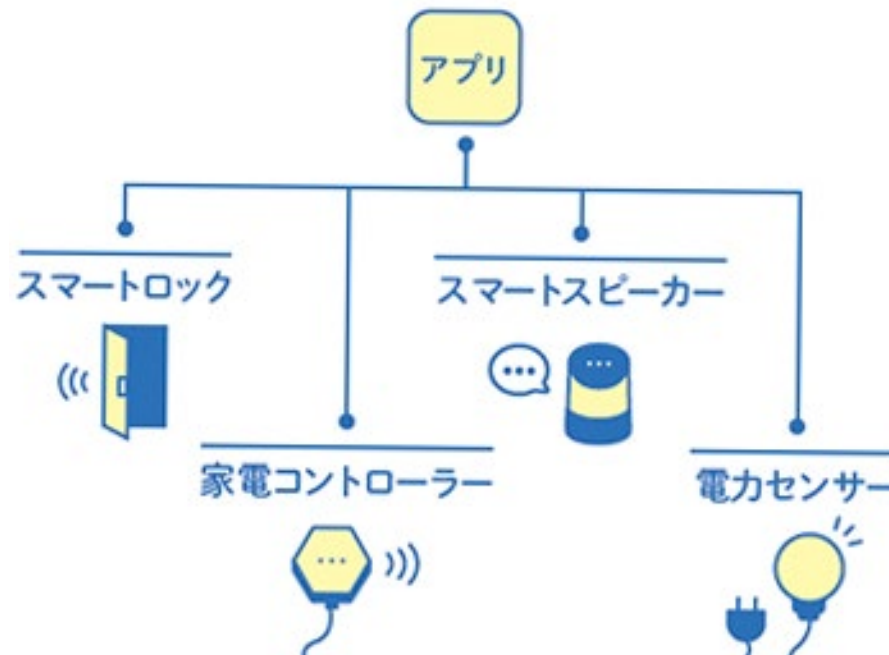 アプリ
スマートロック
スマートスピーカー
家電コントローラー
電力センサー